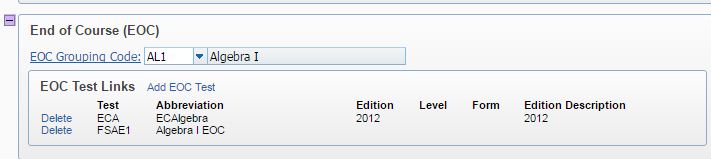 End of Course (EOC)
EOC Grouping Code: AL1 Algebra I
EOC Test Links Add EOC Test
Test Abbreviation Edition Level Form Edition Description
Delete ECA ECAlgebra 2012 2012
Delete FSAE1 Algebra I EOC